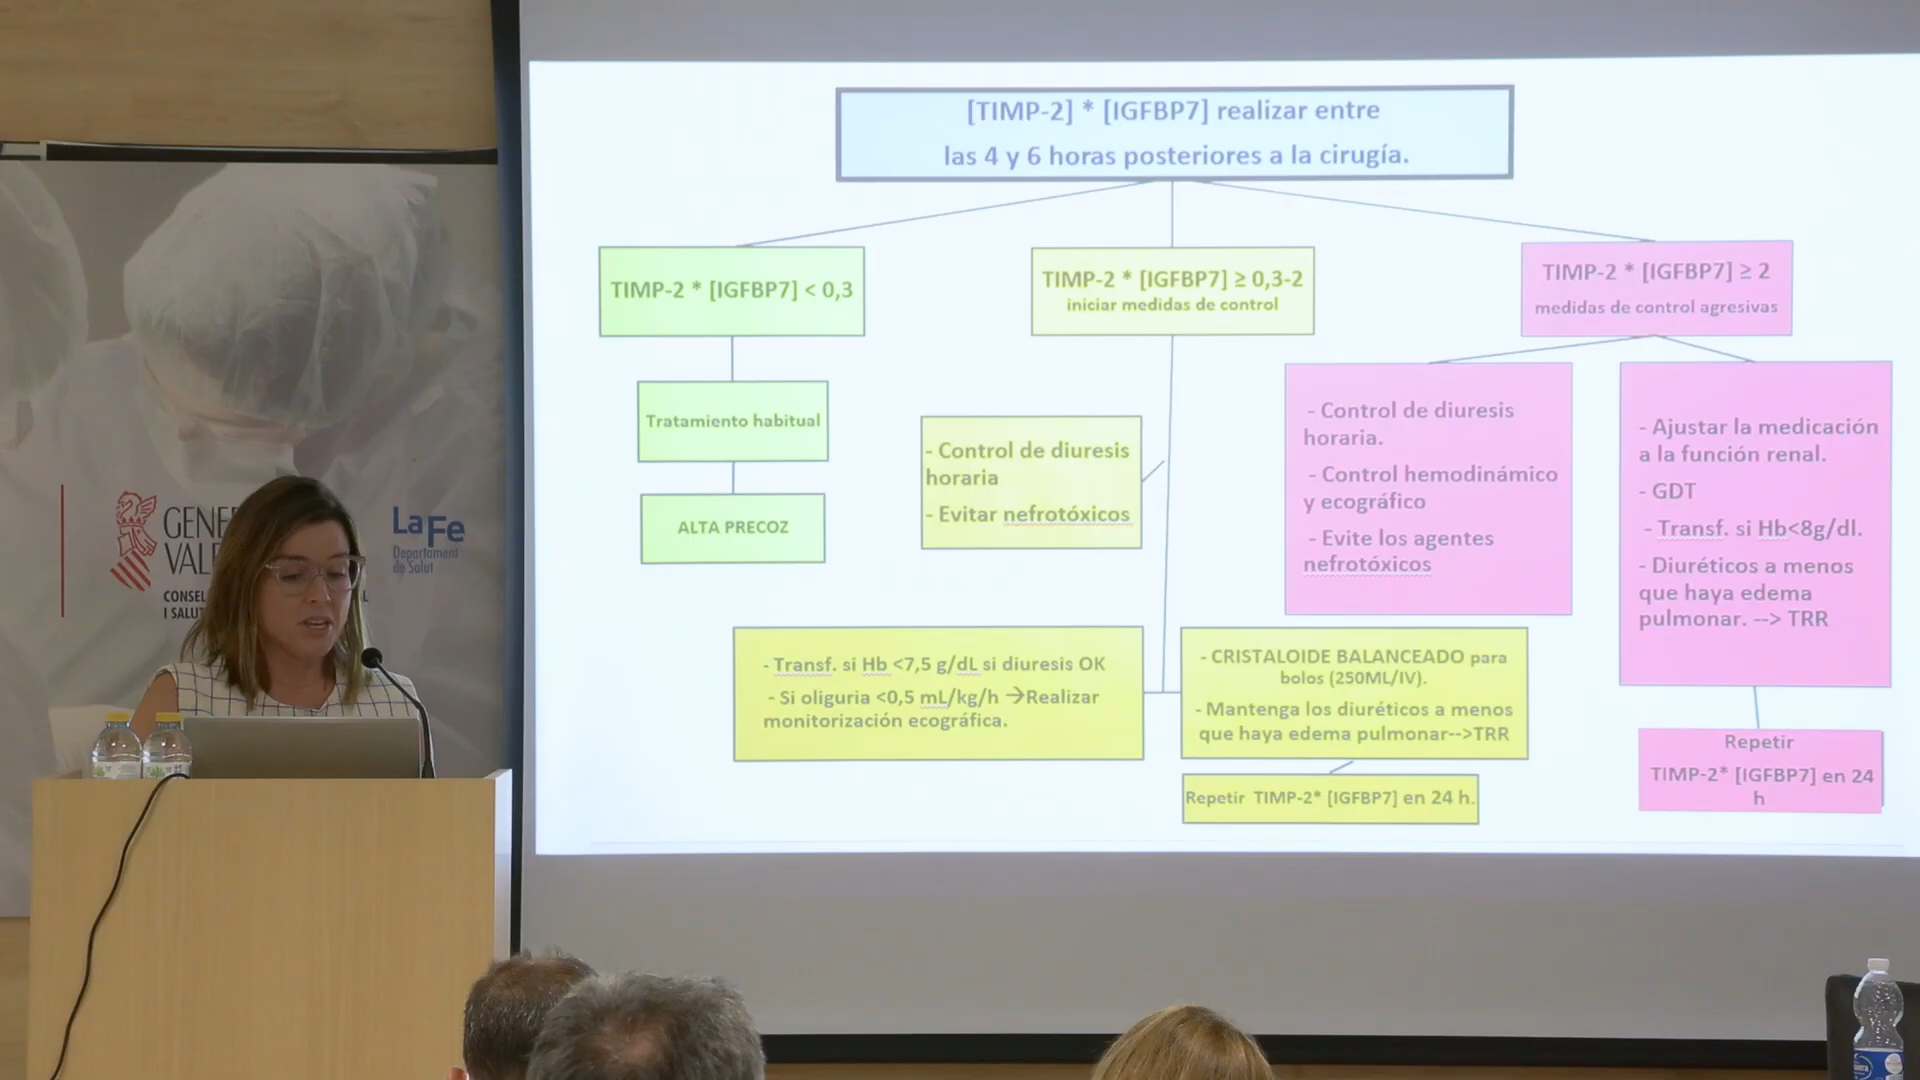 [TIMP-2] * [IGFBP7] realizar entre
las 4 y 6 horas posteriores a la cirugía.
TIMP-2 * [IGFBP7] < 0,3
Tratamiento habitual
ALTA PRECOZ
TIMP-2 * [IGFBP7] ≥ 0,3-2
iniciar medidas de control
- Control de diuresis
horaria
- Evitar nefrotóxicos
- Transf. si Hb <7,5 g/dL si diuresis OK
- Si oliguria <0,5 mL/kg/h →Realizar
monitorización ecográfica.
- CRISTALOIDE BALANCEADO para
bolos (250ML/IV).
- Mantenga los diuréticos a menos
que haya edema pulmonar-->TRR
Repetir TIMP-2* [IGFBP7] en 24 h.
TIMP-2 * [IGFBP7] ≥ 2
medidas de control agresivas
- Control de diuresis
horaria.
- Control hemodinámico
y ecográfico
- Evite los agentes
nefrotóxicos
- Ajustar la medicación
a la función renal.
- GDT
- Transf. si Hb<8g/dl.
- Diuréticos a menos
que haya edema
pulmonar. --> TRR
Repetir
TIMP-2* [IGFBP7] en 24
h
GENE
VAL
CONSEL
I SALUT
LaFe
Departament
de Salut